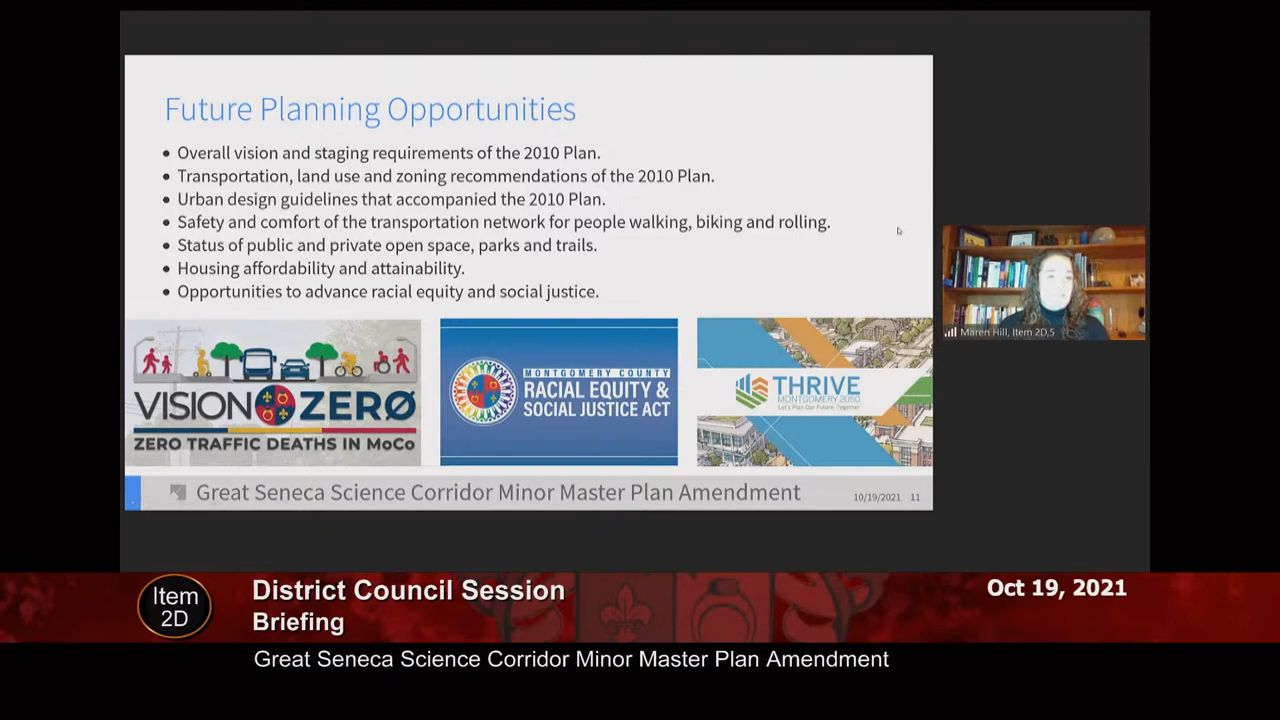 Future Planning Opportunities
• Overall vision and staging requirements of the 2010 Plan.
• Transportation, land use and zoning recommendations of the 2010 Plan.
• Urban design guidelines that accompanied the 2010 Plan.
• Safety and comfort of the transportation network for people walking, biking and rolling.
• Status of public and private open space, parks and trails.
• Housing affordability and attainability.
• Opportunities to advance racial equity and social justice.
VISION ZERO
ZERO TRAFFIC DEATHS IN MoCo
MONTGOMERY COUNTY
RACIAL EQUITY &
SOCIAL JUSTICE ACT
THRIVE
MONTGOMERY 2050
Let's Plan Our Future. Together
Maren Hill, Item 2D,5
Great Seneca Science Corridor Minor Master Plan Amendment
10/19/2021 11
Item
2D
District Council Session
Briefing
Oct 19, 2021
Great Seneca Science Corridor Minor Master Plan Amendment